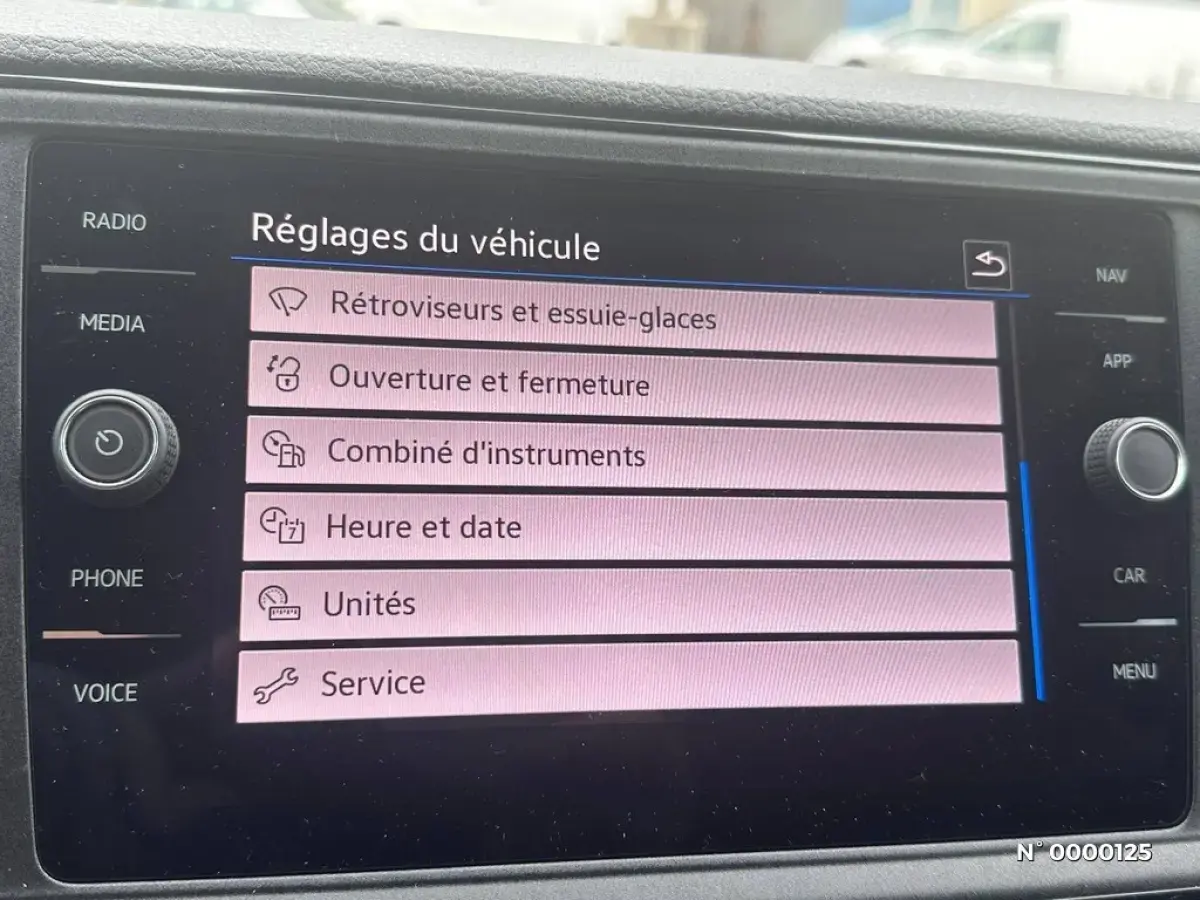 RADIO
MEDIA
PHONE
VOICE
Réglages du véhicule
Rétroviseurs et essuie-glaces
Ouverture et fermeture
Combiné d'instruments
7
Heure et date
Unités
Service
NAV
APP
CAR
MENU
N° 0000125